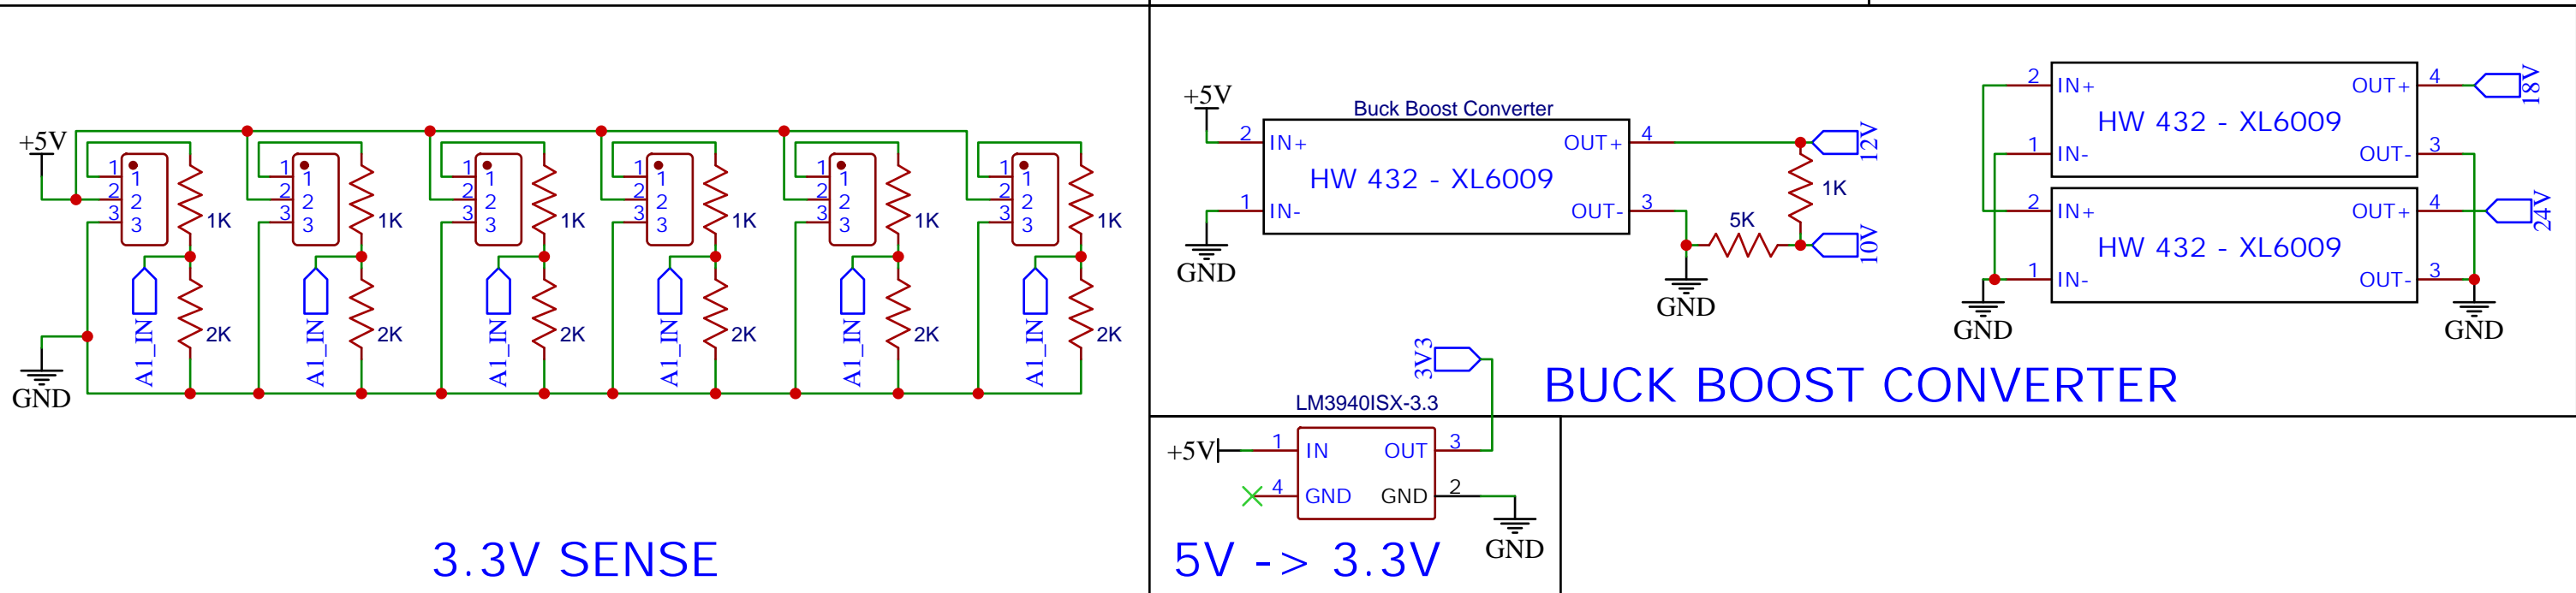 +5V
1
2
3
1
2
3
1K
2K
A1_IN
GND
1
2
3
1
2
3
1K
2K
A1_IN
1
2
3
1
2
3
1K
2K
A1_IN
1
2
3
1
2
3
1K
2K
A1_IN
1
2
3
1
2
3
1K
2K
A1_IN
1
2
3
1
2
3
1K
2K
A1_IN
3.3V SENSE
+5V
Buck Boost Converter
2 IN+ OUT+ 4
HW 432 - XL6009
1 IN- OUT- 3
GND
12V
1K
5K
10V
GND
2 IN+ OUT+ 4
18V
HW 432 - XL6009
1 IN- OUT- 3
2 IN+ OUT+ 4
24V
HW 432 - XL6009
1 IN- OUT- 3
GND
GND
BUCK BOOST CONVERTER
3V3
LM3940ISX-3.3
+5V 1 IN OUT 3
4 GND GND 2
GND
5V -> 3.3V